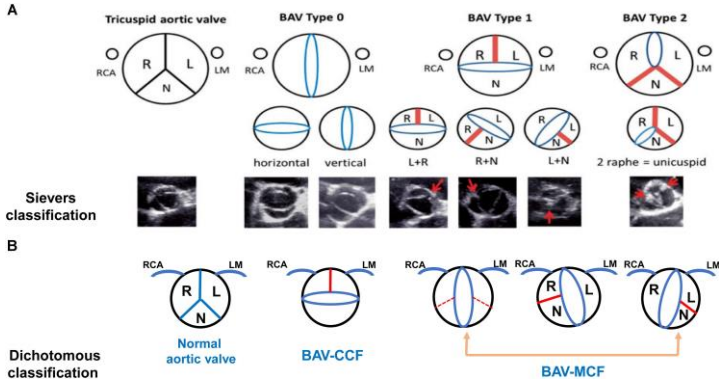 A
Tricuspid aortic valve
BAV Type 0
BAV Type 1
BAV Type 2
RCA
R
L
N
LM
RCA
LM
RCA
R
L
N
LM
RCA
R
L
N
LM
R
L
N
R
L
N
R
L
N
R
L
N
horizontal
vertical
L+R
R+N
L+N
2 raphe = unicuspid
Sievers
classification
B
RCA
LM
RCA
LM
RCA
LM
R
L
N
R
L
N
R
L
N
Normal
aortic valve
BAV-CCF
BAV-MCF
Dichotomous
classification